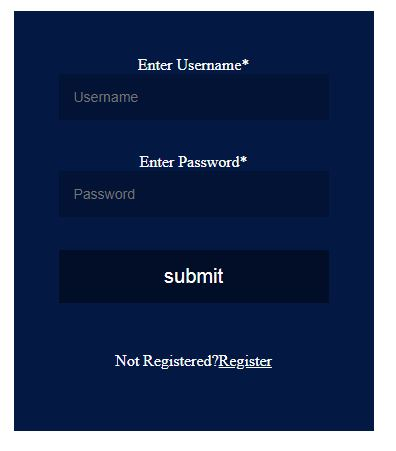 Enter Username*
Username
Enter Password*
Password
submit
Not Registered?Register